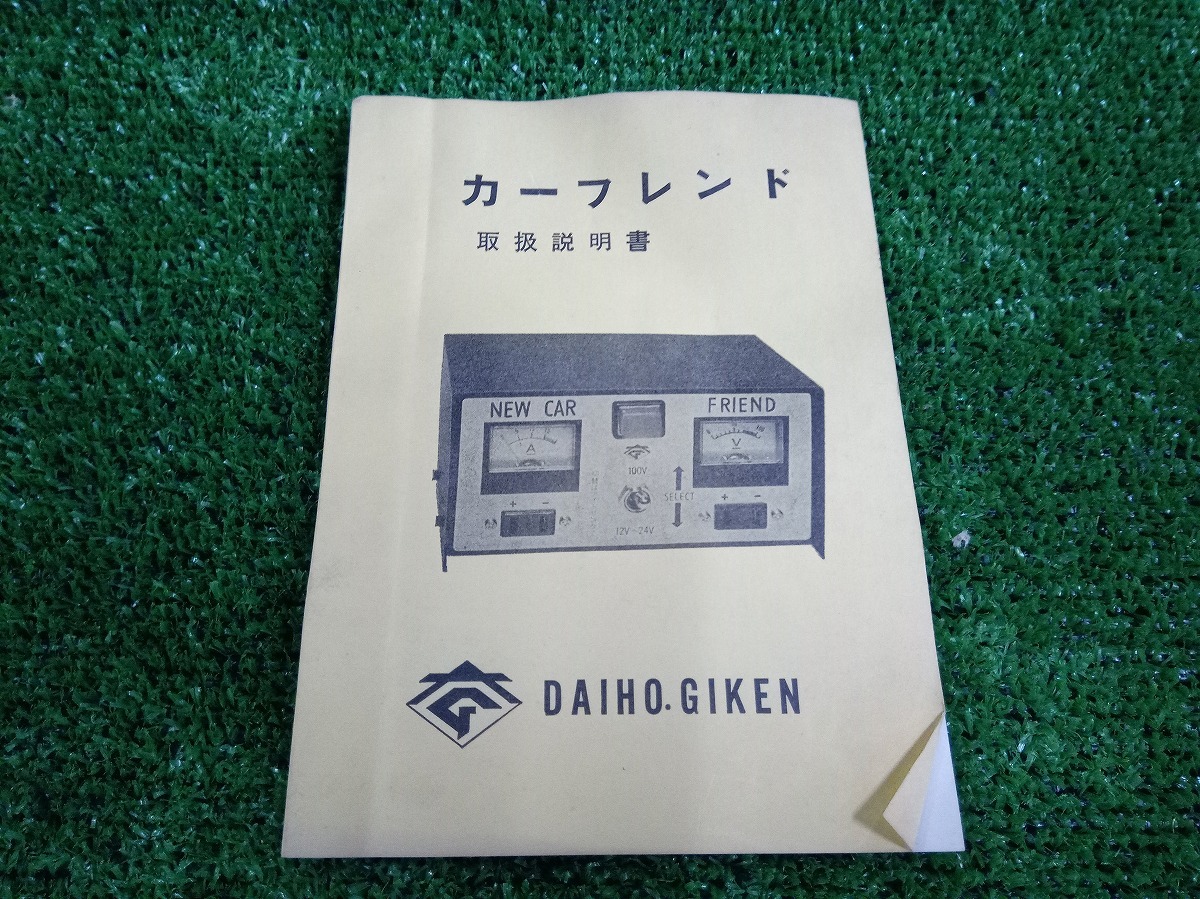 カーフレンド
取扱説明書
NEW CAR
FRIEND
A
V
100V
SELECT
+ −
+ −
12V~24V
DAIHO.GIKEN